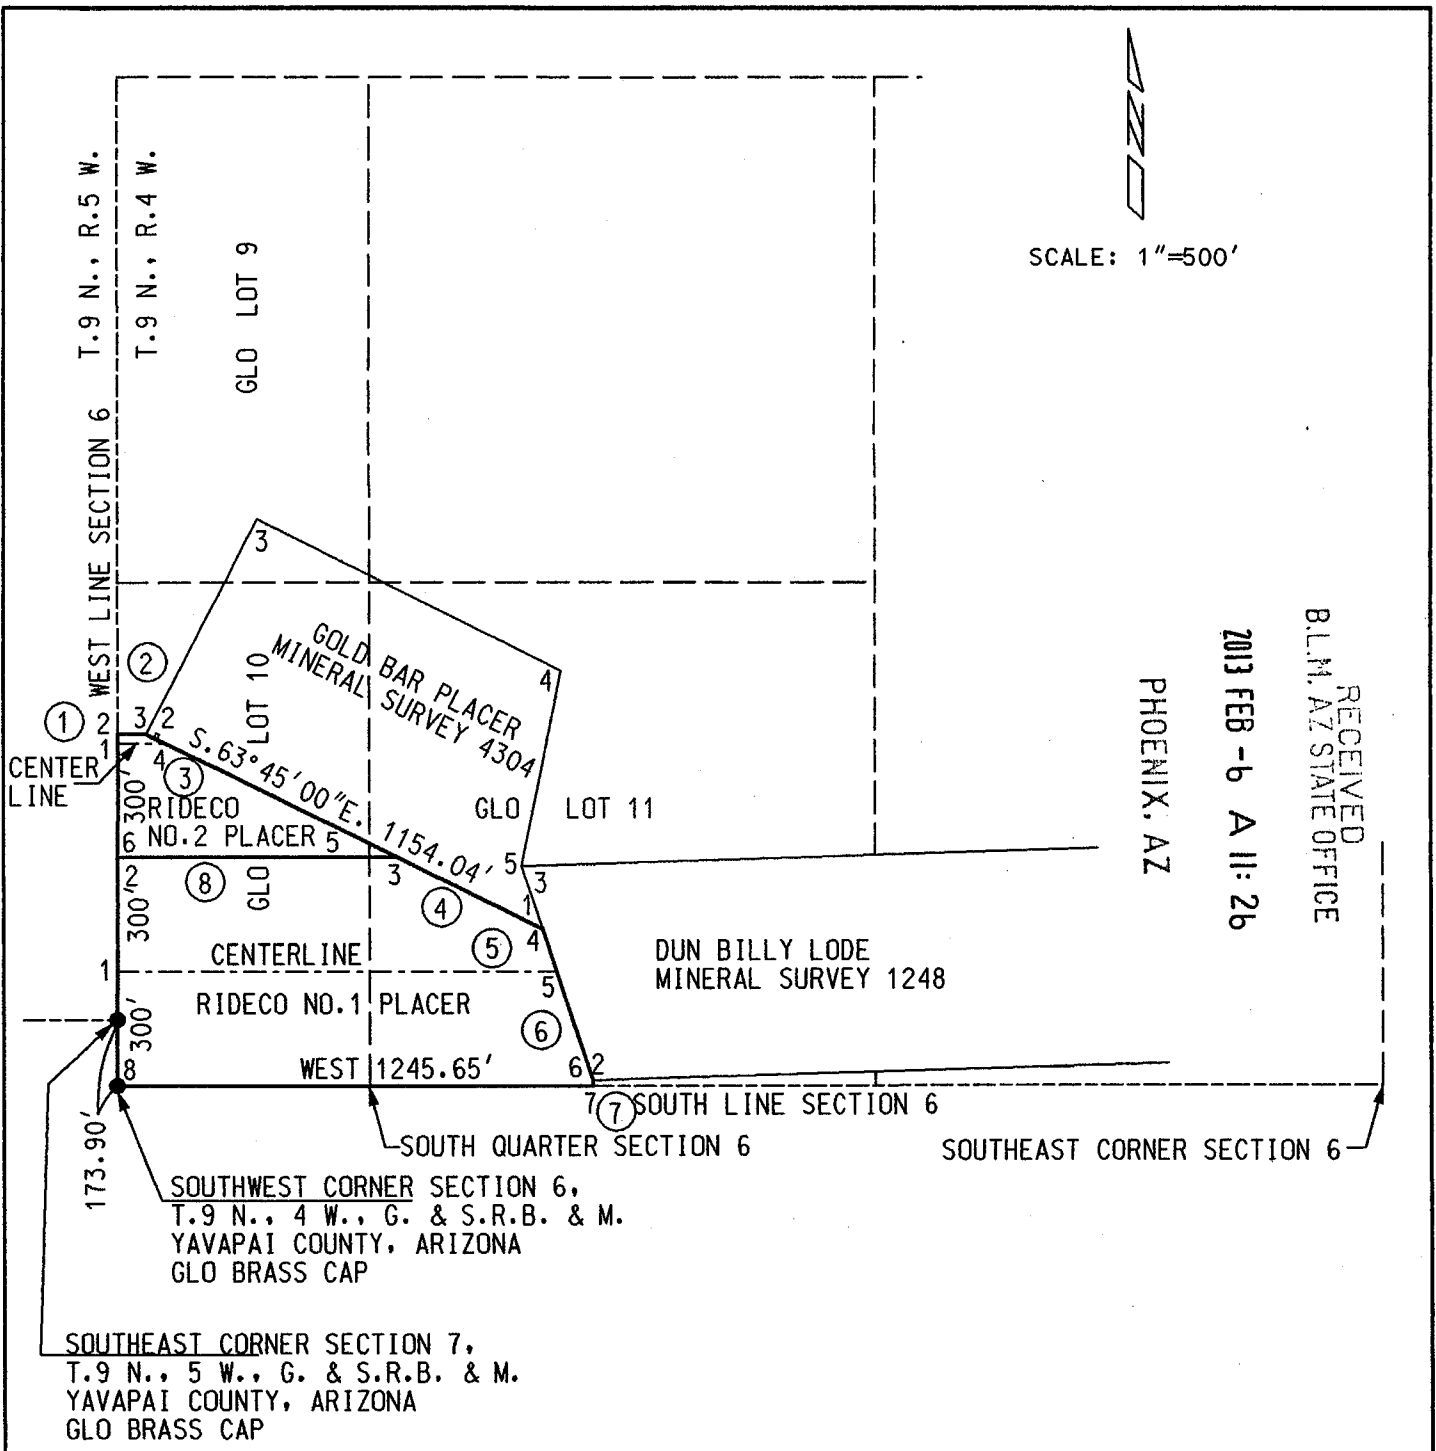 T.9 N., R.5 W.
T.9 N., R.4 W.
GLO LOT 9
N
SCALE: 1"=500'
WEST LINE SECTION 6
3
GOLD BAR PLACER
MINERAL SURVEY 4304
4
2
1
2
3
2
1
CENTER
LINE
4
3
S.63°45'00"E. 1154.04'
GLO LOT 10
300'
RIDECO
NO.2 PLACER
GLO LOT 11
6
5
5
2
8
3
3
300'
4
1
CENTERLINE
5
4
DUN BILLY LODE
MINERAL SURVEY 1248
1
5
RIDECO NO.1 PLACER
300'
6
8
WEST 1245.65'
6
2
7
7
SOUTH LINE SECTION 6
173.90'
SOUTH QUARTER SECTION 6
SOUTHEAST CORNER SECTION 6
SOUTHWEST CORNER SECTION 6,
T.9 N., 4 W., G. & S.R.B. & M.
YAVAPAI COUNTY, ARIZONA
GLO BRASS CAP
SOUTHEAST CORNER SECTION 7,
T.9 N., 5 W., G. & S.R.B. & M.
YAVAPAI COUNTY, ARIZONA
GLO BRASS CAP
RECEIVED
B.L.M. AZ STATE OFFICE
2013 FEB -6 A 11: 26
PHOENIX, AZ